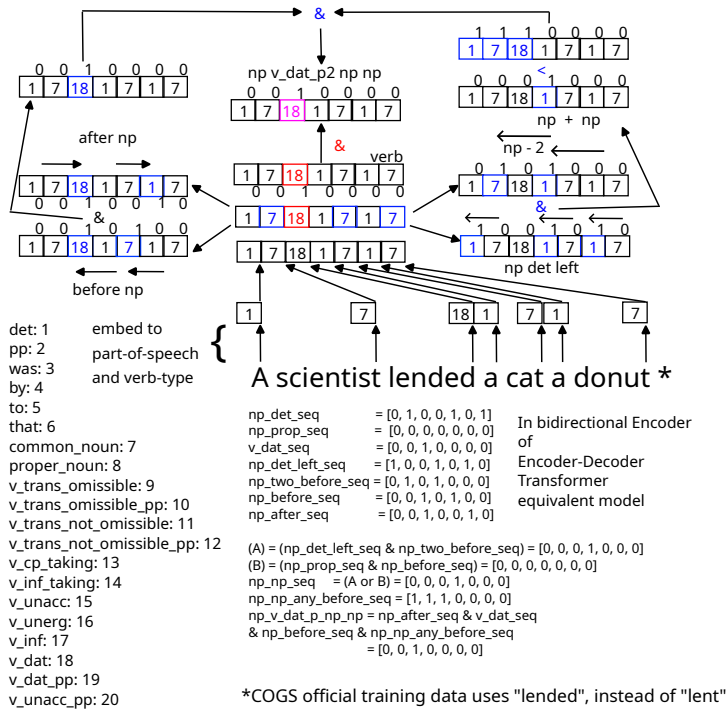 &
0 0 1 0 0 0 0
1 7 18 1 7 1 7
np v_dat_p2 np np
0 0 1 0 0 0 0
1 7 18 1 7 1 7
1 1 1 0 0 0 0
1 7 18 1 7 1 7
<
0 0 0 1 0 0 0
1 7 18 1 7 1 7
np + np
after np
&
verb
1 7 18 1 7 1 7
0 0 1 0 0 0 0
np - 2
0 1 0 1 0 0 0
1 7 18 1 7 1 7
1 7 18 1 7 1 7
0 0 1 0 0 1 0
&
0 0 1 0 1 0 0
1 7 18 1 7 1 7
before np
1 7 18 1 7 1 7
1 7 18 1 7 1 7
&
1 0 0 1 0 1 0
1 7 18 1 7 1 7
np det left
1 7 18 1 7 1 7
A scientist lended a cat a donut *
embed to
part-of-speech
and verb-type
{
det: 1
pp: 2
was: 3
by: 4
to: 5
that: 6
common_noun: 7
proper_noun: 8
v_trans_omissible: 9
v_trans_omissible_pp: 10
v_trans_not_omissible: 11
v_trans_not_omissible_pp: 12
v_cp_taking: 13
v_inf_taking: 14
v_unacc: 15
v_unerg: 16
v_inf: 17
v_dat: 18
v_dat_pp: 19
v_unacc_pp: 20
np_det_seq = [0, 1, 0, 0, 1, 0, 1]
np_prop_seq = [0, 0, 0, 0, 0, 0, 0]
v_dat_seq = [0, 0, 1, 0, 0, 0, 0]
np_det_left_seq = [1, 0, 0, 1, 0, 1, 0]
np_two_before_seq = [0, 1, 0, 1, 0, 0, 0]
np_before_seq = [0, 0, 1, 0, 1, 0, 0]
np_after_seq = [0, 0, 1, 0, 0, 1, 0]
In bidirectional Encoder
of
Encoder-Decoder
Transformer
equivalent model
(A) = (np_det_left_seq & np_two_before_seq) = [0, 0, 0, 1, 0, 0, 0]
(B) = (np_prop_seq & np_before_seq) = [0, 0, 0, 0, 0, 0, 0]
np_np_seq = (A or B) = [0, 0, 0, 1, 0, 0, 0]
np_np_any_before_seq = [1, 1, 1, 0, 0, 0, 0]
np_v_dat_p_np_np = np_after_seq & v_dat_seq
& np_before_seq & np_np_any_before_seq
= [0, 0, 1, 0, 0, 0, 0]
*COGS official training data uses "lended", instead of "lent"